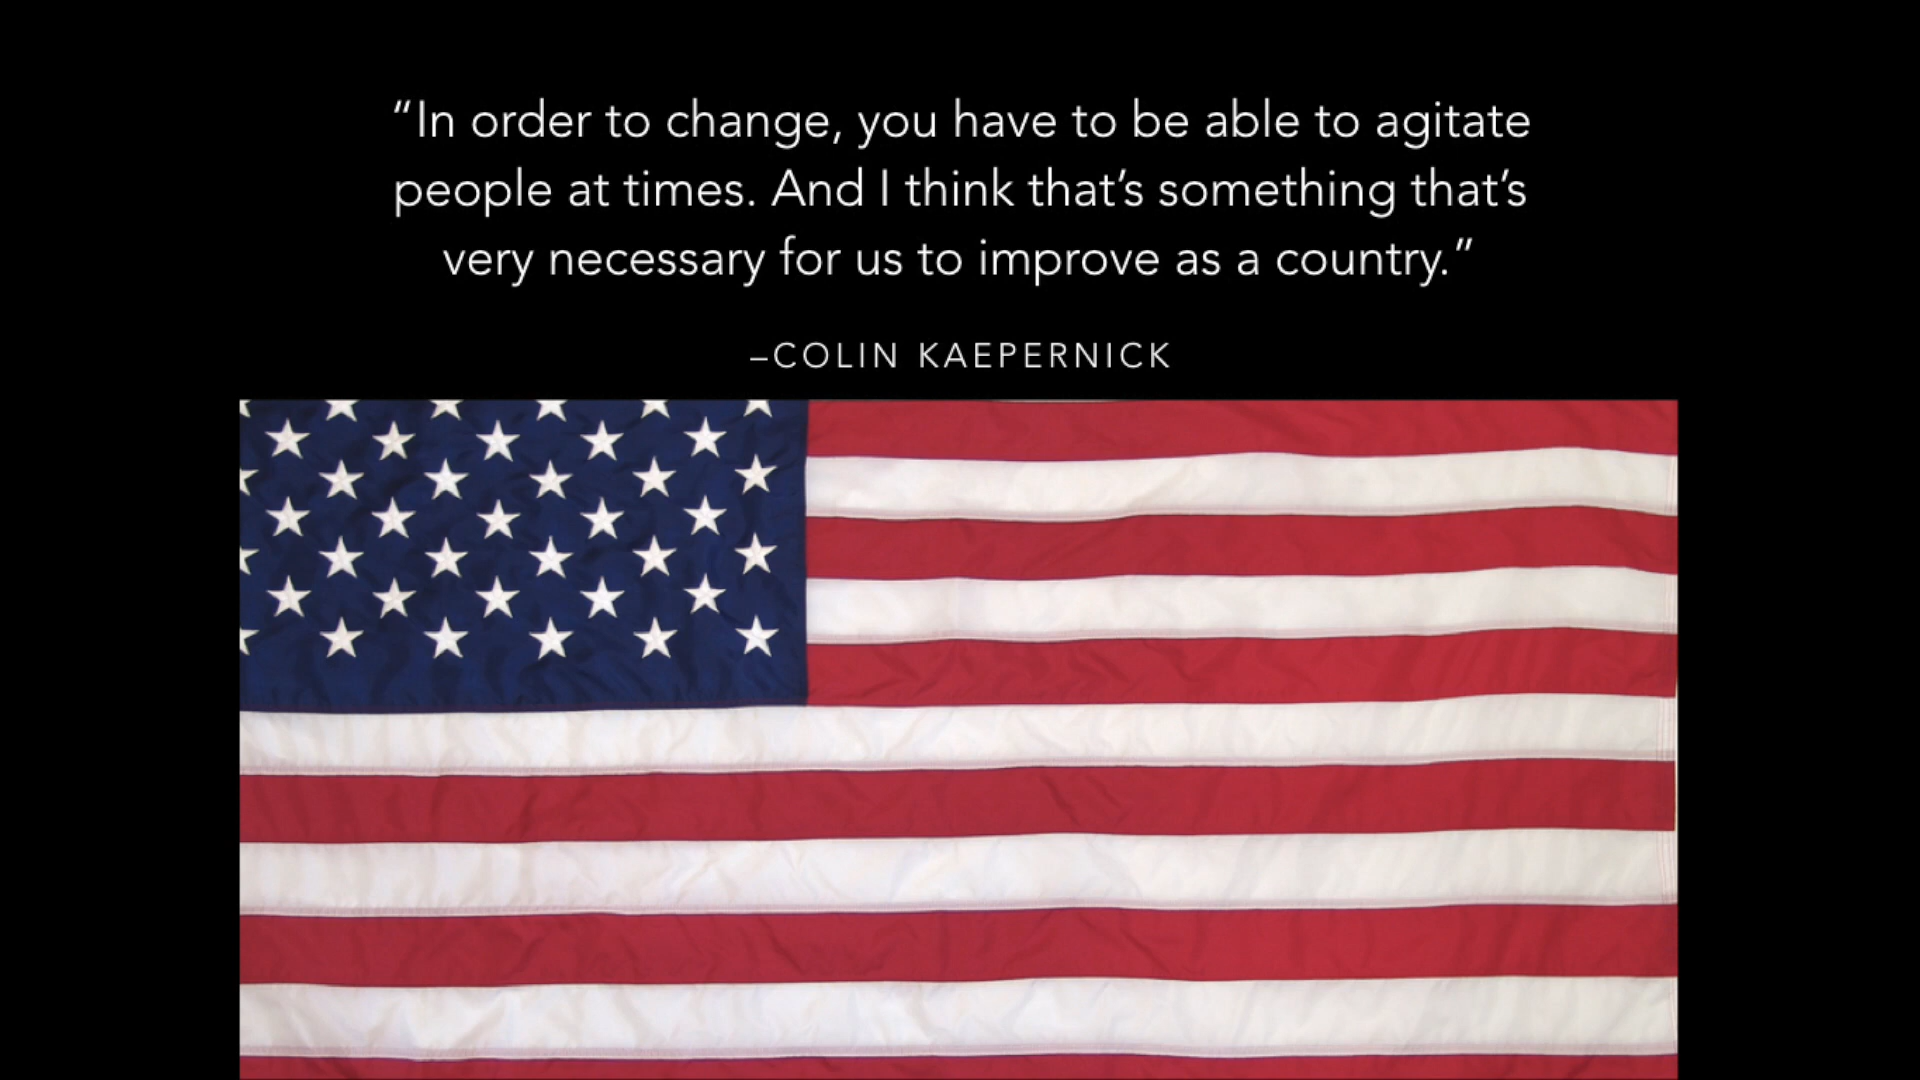 “In order to change, you have to be able to agitate
people at times. And I think that’s something that’s
very necessary for us to improve as a country.”
–COLIN KAEPERNICK